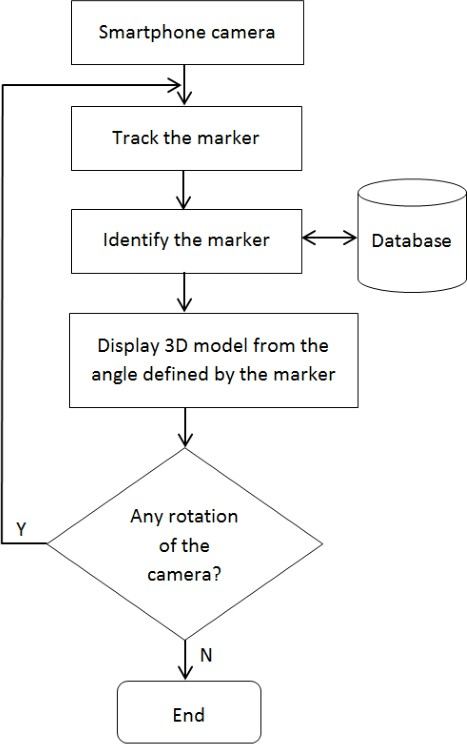 Smartphone camera
Track the marker
Identify the marker
Database
Display 3D model from the
angle defined by the marker
Any rotation
of the
camera?
Y
N
End